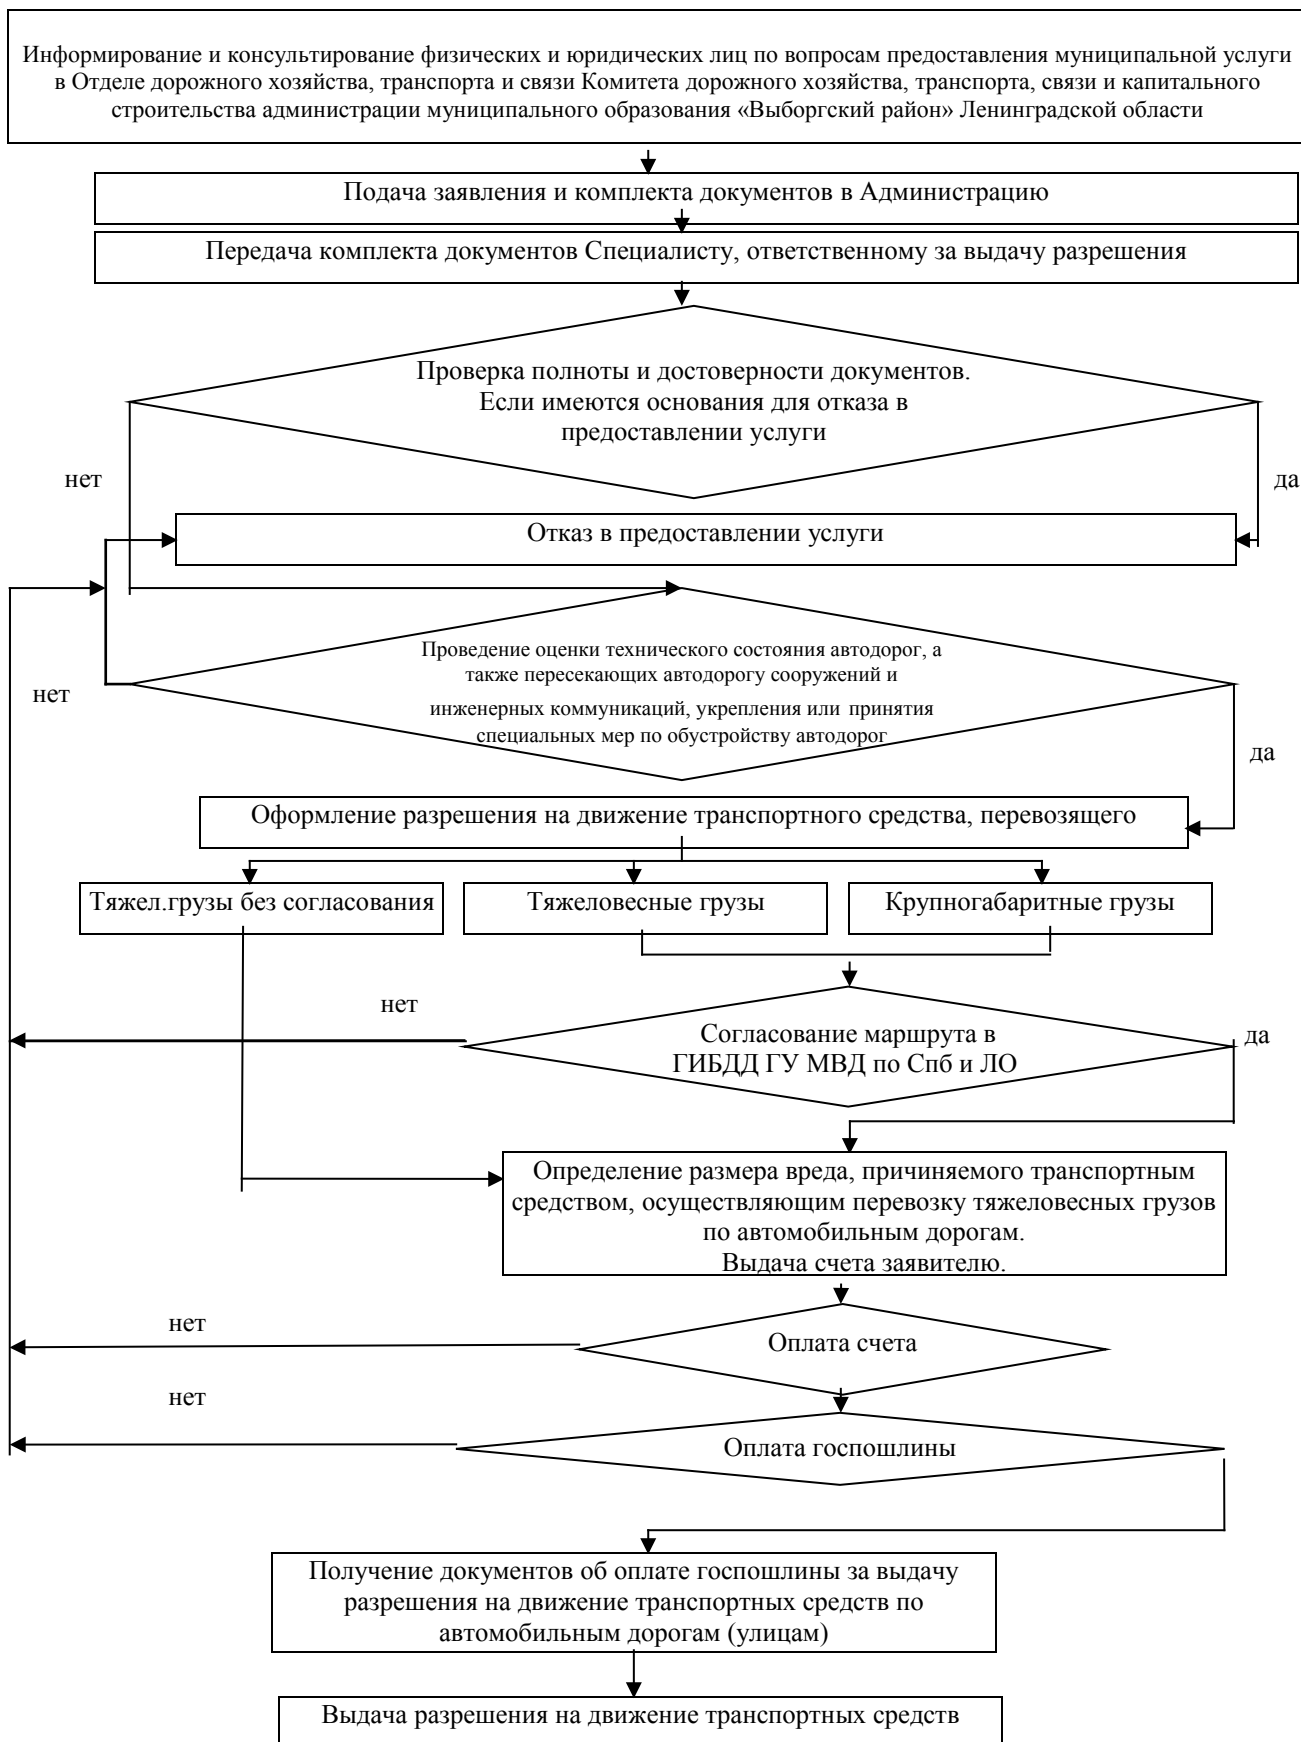 Информирование и консультирование физических и юридических лиц по вопросам предоставления муниципальной услуги
в Отделе дорожного хозяйства, транспорта и связи Комитета дорожного хозяйства, транспорта, связи и капитального
строительства администрации муниципального образования «Выборгский район» Ленинградской области
Подача заявления и комплекта документов в Администрацию
Передача комплекта документов Специалисту, ответственному за выдачу разрешения
Проверка полноты и достоверности документов.
Если имеются основания для отказа в
предоставлении услуги
нет
да
Отказ в предоставлении услуги
Проведение оценки технического состояния автодорог, а
также пересекающих автодорогу сооружений и
инженерных коммуникаций, укрепления или принятия
специальных мер по обустройству автодорог
нет
да
Оформление разрешения на движение транспортного средства, перевозящего
Тяжел.грузы без согласования
Тяжеловесные грузы
Крупногабаритные грузы
нет
Согласование маршрута в
ГИБДД ГУ МВД по Спб и ЛО
да
Определение размера вреда, причиняемого транспортным
средством, осуществляющим перевозку тяжеловесных грузов
по автомобильным дорогам.
Выдача счета заявителю.
нет
Оплата счета
нет
Оплата госпошлины
Получение документов об оплате госпошлины за выдачу
разрешения на движение транспортных средств по
автомобильным дорогам (улицам)
Выдача разрешения на движение транспортных средств